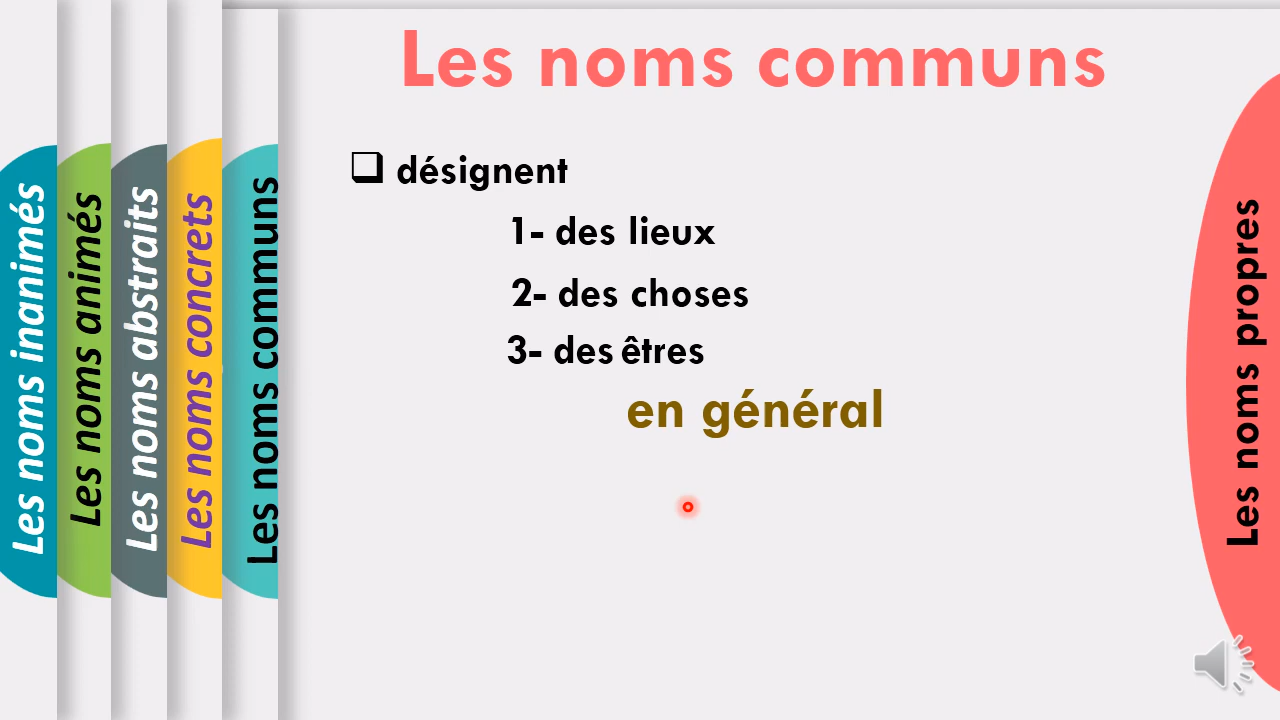 Les noms communs
désignent
1- des lieux
2- des choses
3- des êtres
en général
Les noms inanimés
Les noms animés
Les noms abstraits
Les noms concrets
Les noms communs
Les noms propres